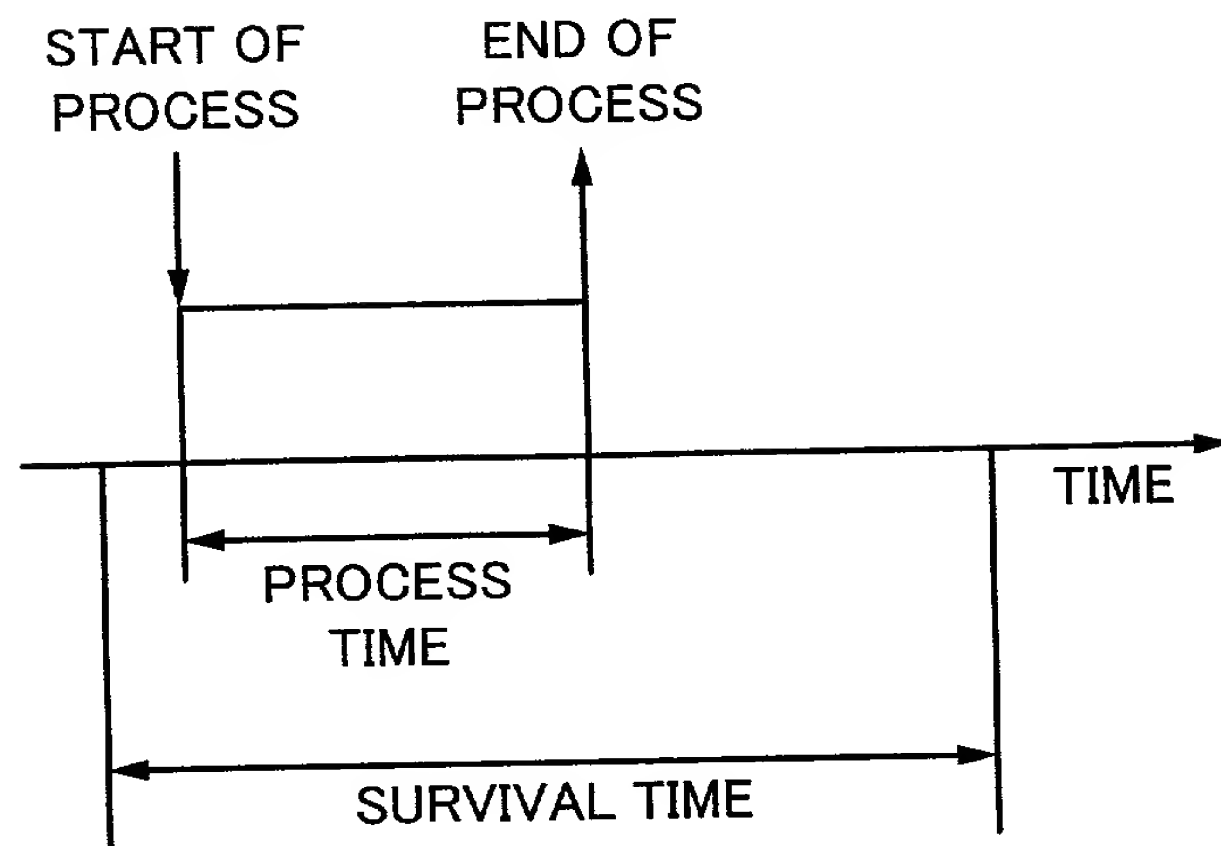 START OF
PROCESS
END OF
PROCESS
TIME
PROCESS
TIME
SURVIVAL TIME